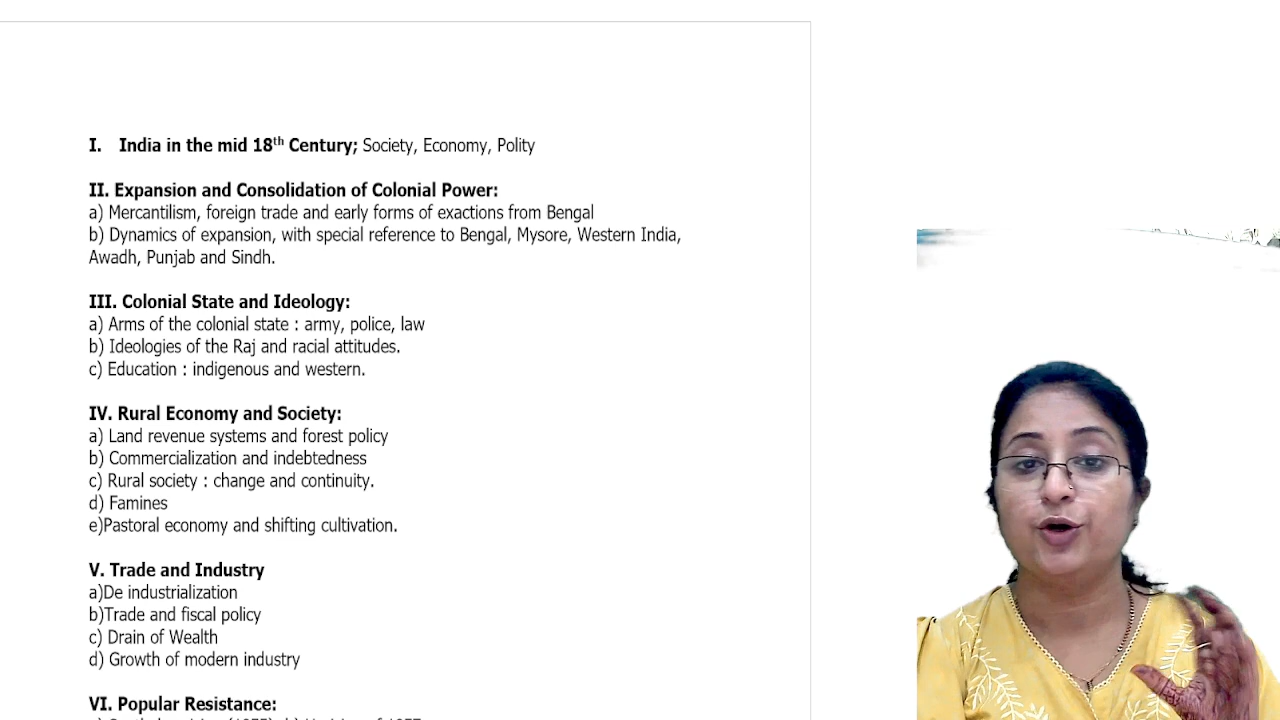 I. India in the mid 18th Century; Society, Economy, Polity
II. Expansion and Consolidation of Colonial Power:
a) Mercantilism, foreign trade and early forms of exactions from Bengal
b) Dynamics of expansion, with special reference to Bengal, Mysore, Western India,
Awadh, Punjab and Sindh.
III. Colonial State and Ideology:
a) Arms of the colonial state : army, police, law
b) Ideologies of the Raj and racial attitudes.
c) Education : indigenous and western.
IV. Rural Economy and Society:
a) Land revenue systems and forest policy
b) Commercialization and indebtedness
c) Rural society : change and continuity.
d) Famines
e)Pastoral economy and shifting cultivation.
V. Trade and Industry
a)De industrialization
b)Trade and fiscal policy
c) Drain of Wealth
d) Growth of modern industry
VI. Popular Resistance: